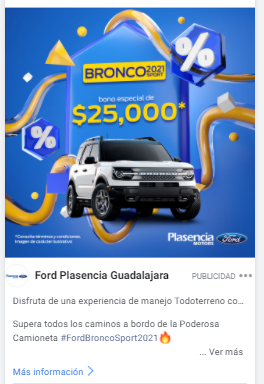 BRONCO 2021
SPORT
bono especial de
$25,000*
%
%
*Consulta términos y condiciones.
Imagen de carácter ilustrativo.
Plasencia
MOTORS
Ford
Ford Plasencia Guadalajara
PUBLICIDAD
Disfruta de una experiencia de manejo Todoterreno co...
Supera todos los caminos a bordo de la Poderosa
Camioneta #FordBroncoSport2021🔥
... Ver más
Más información